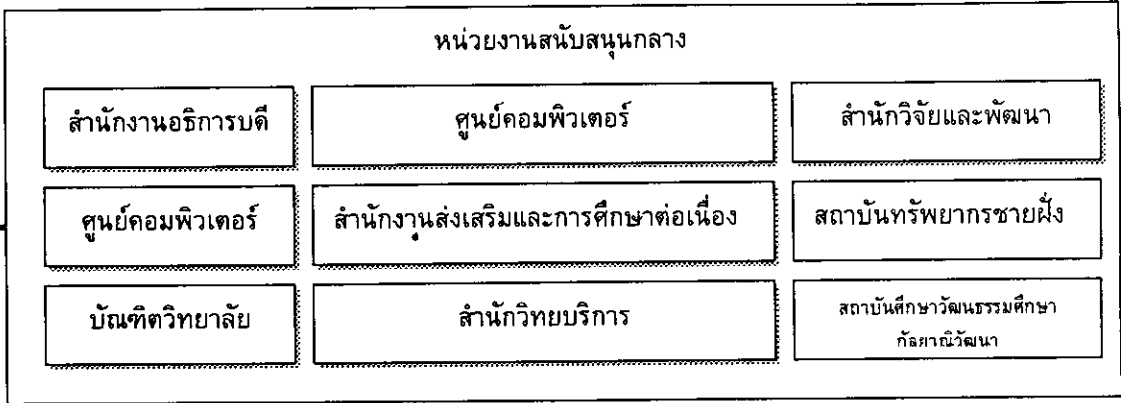 หน่วยงานสนับสนุนกลาง
สำนักงานอธิการบดี
ศูนย์คอมพิวเตอร์
สำนักวิจัยและพัฒนา
ศูนย์คอมพิวเตอร์
สำนักงานส่งเสริมและการศึกษาต่อเนื่อง
สถาบันทรัพยากรชายฝั่ง
บัณฑิตวิทยาลัย
สำนักวิทยบริการ
สถาบันศึกษาวัฒนธรรมศึกษา
กัลยาณิวัฒนา